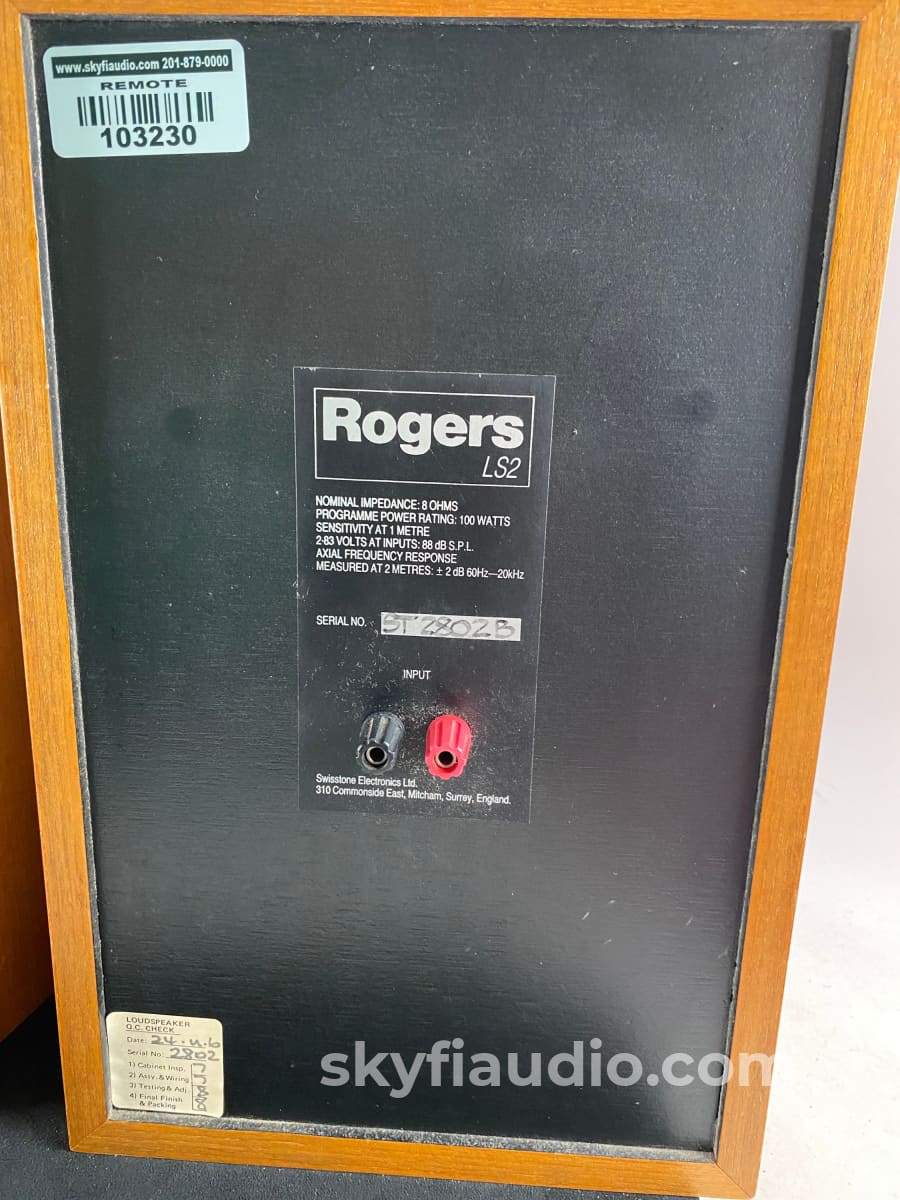 www.skyfiaudio.com 201-879-0000
REMOTE
103230
Rogers
LS2
NOMINAL IMPEDANCE: 8 OHMS
PROGRAMME POWER RATING: 100 WATTS
SENSITIVITY AT 1 METRE
2-83 VOLTS AT INPUTS: 88 dB S.P.L.
AXIAL FREQUENCY RESPONSE
MEASURED AT 2 METRES: ± 2 dB 60Hz—20kHz
SERIAL NO. ST 2802B
INPUT
Swisstone Electronics Ltd.
310 Commonside East, Mitcham, Surrey, England.
LOUDSPEAKER
Q.C. CHECK
Date: 24
Serial No: 2802
1) Cabinet Insp.
2) Assy. & Wiring
3) Testing & Adj.
4) Final Finish
& Packing
skyfiaudio.com